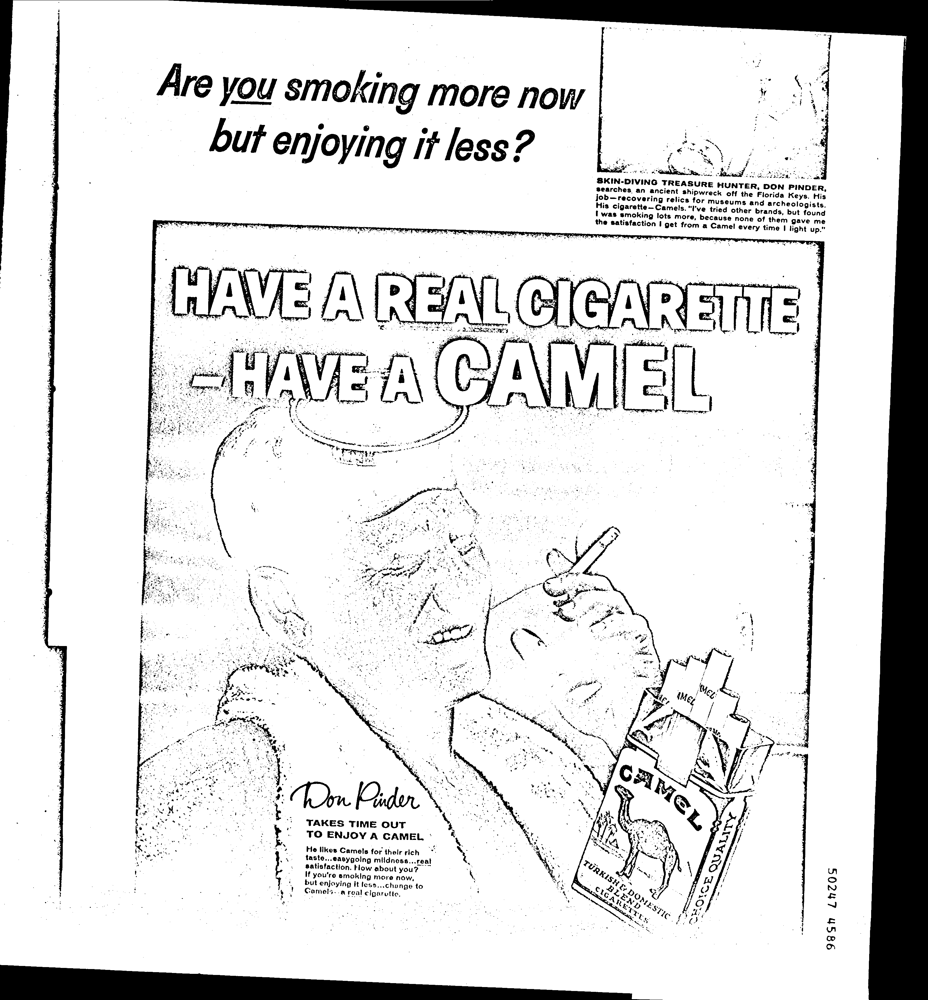 Are you smoking more now
but enjoying it less?
SKIN-DIVING TREASURE HUNTER, DON PINDER,
searches an ancient shipwreck off the Florida Keys. His
job—recovering relics for museums and archeologists.
His cigarette—Camels. "I've tried other brands, but found
I was smoking lots more, because none of them gave me
the satisfaction I get from a Camel every time I light up."
HAVE A REAL CIGARETTE
–HAVE A CAMEL
Don Pinder
TAKES TIME OUT
TO ENJOY A CAMEL
He likes Camels for their rich
taste...easygoing mildness...real
satisfaction. How about you?
If you're smoking more now,
but enjoying it less...change to
Camels– a real cigarette.
CAMEL
CAMEL
TURKISH & DOMESTIC
BLEND
CIGARETTES
CHOICE QUALITY
50247 4586